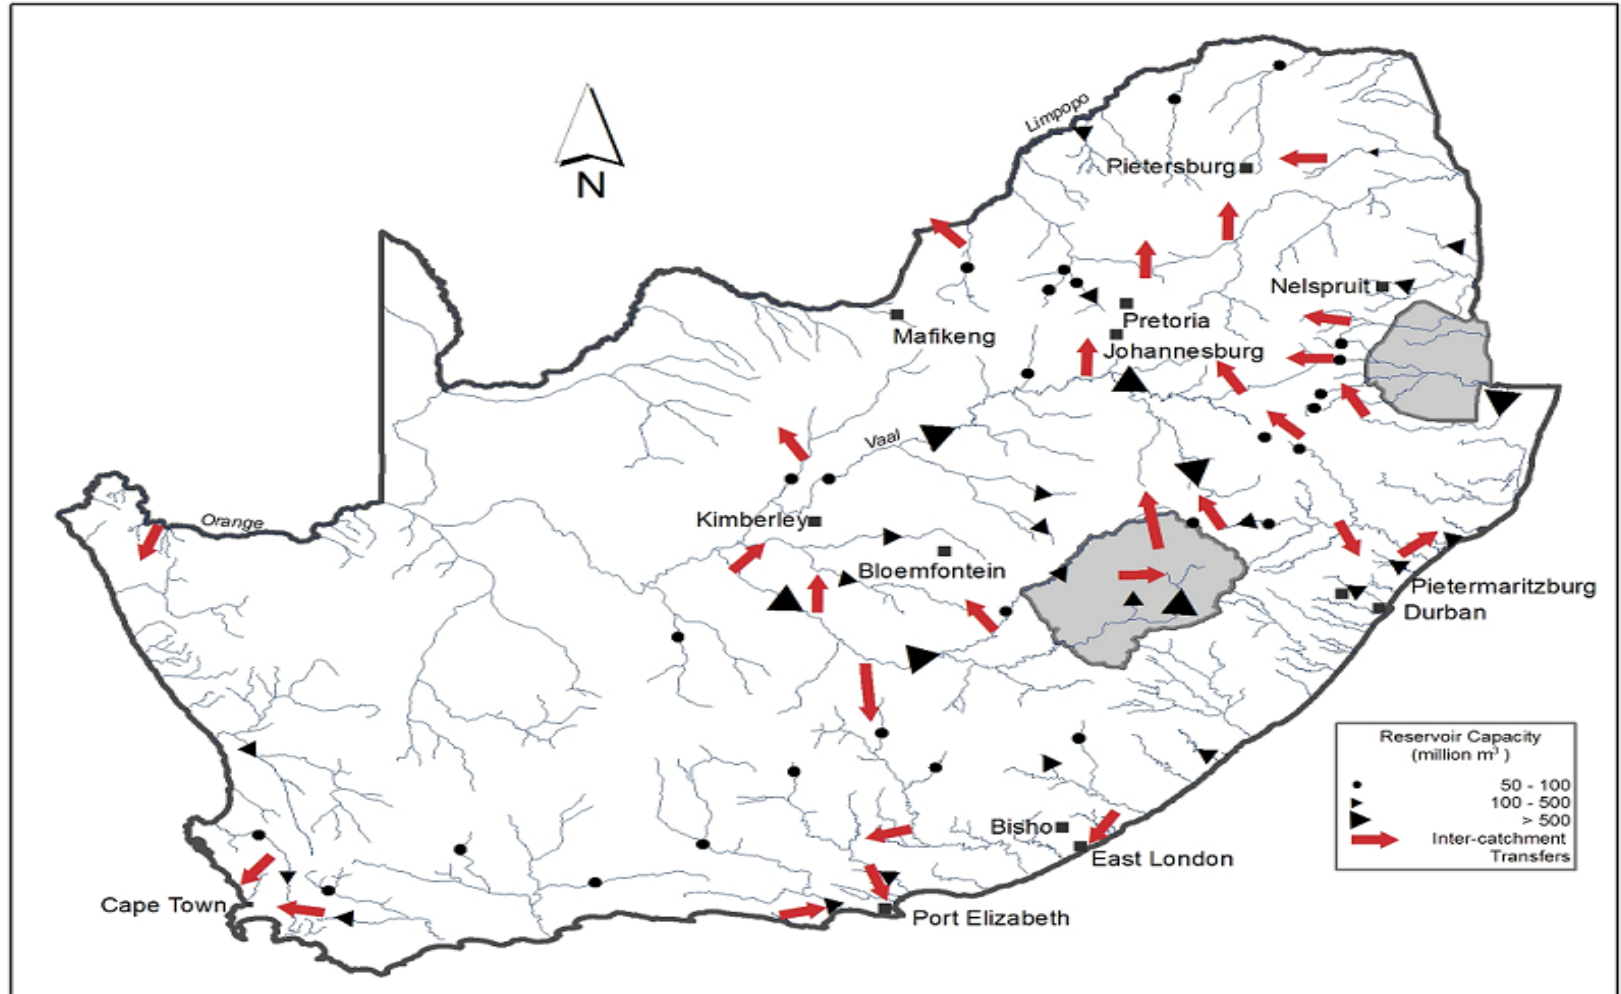 Limpopo
Pietersburg
N
Nelspruit
Pretoria
Mafikeng
Johannesburg
Vaal
Orange
Kimberley
Bloemfontein
Pietermaritzburg
Durban
Reservoir Capacity
(million m³ )
50 - 100
100 - 500
> 500
Inter-catchment
Transfers
Bisho
East London
Cape Town
Port Elizabeth